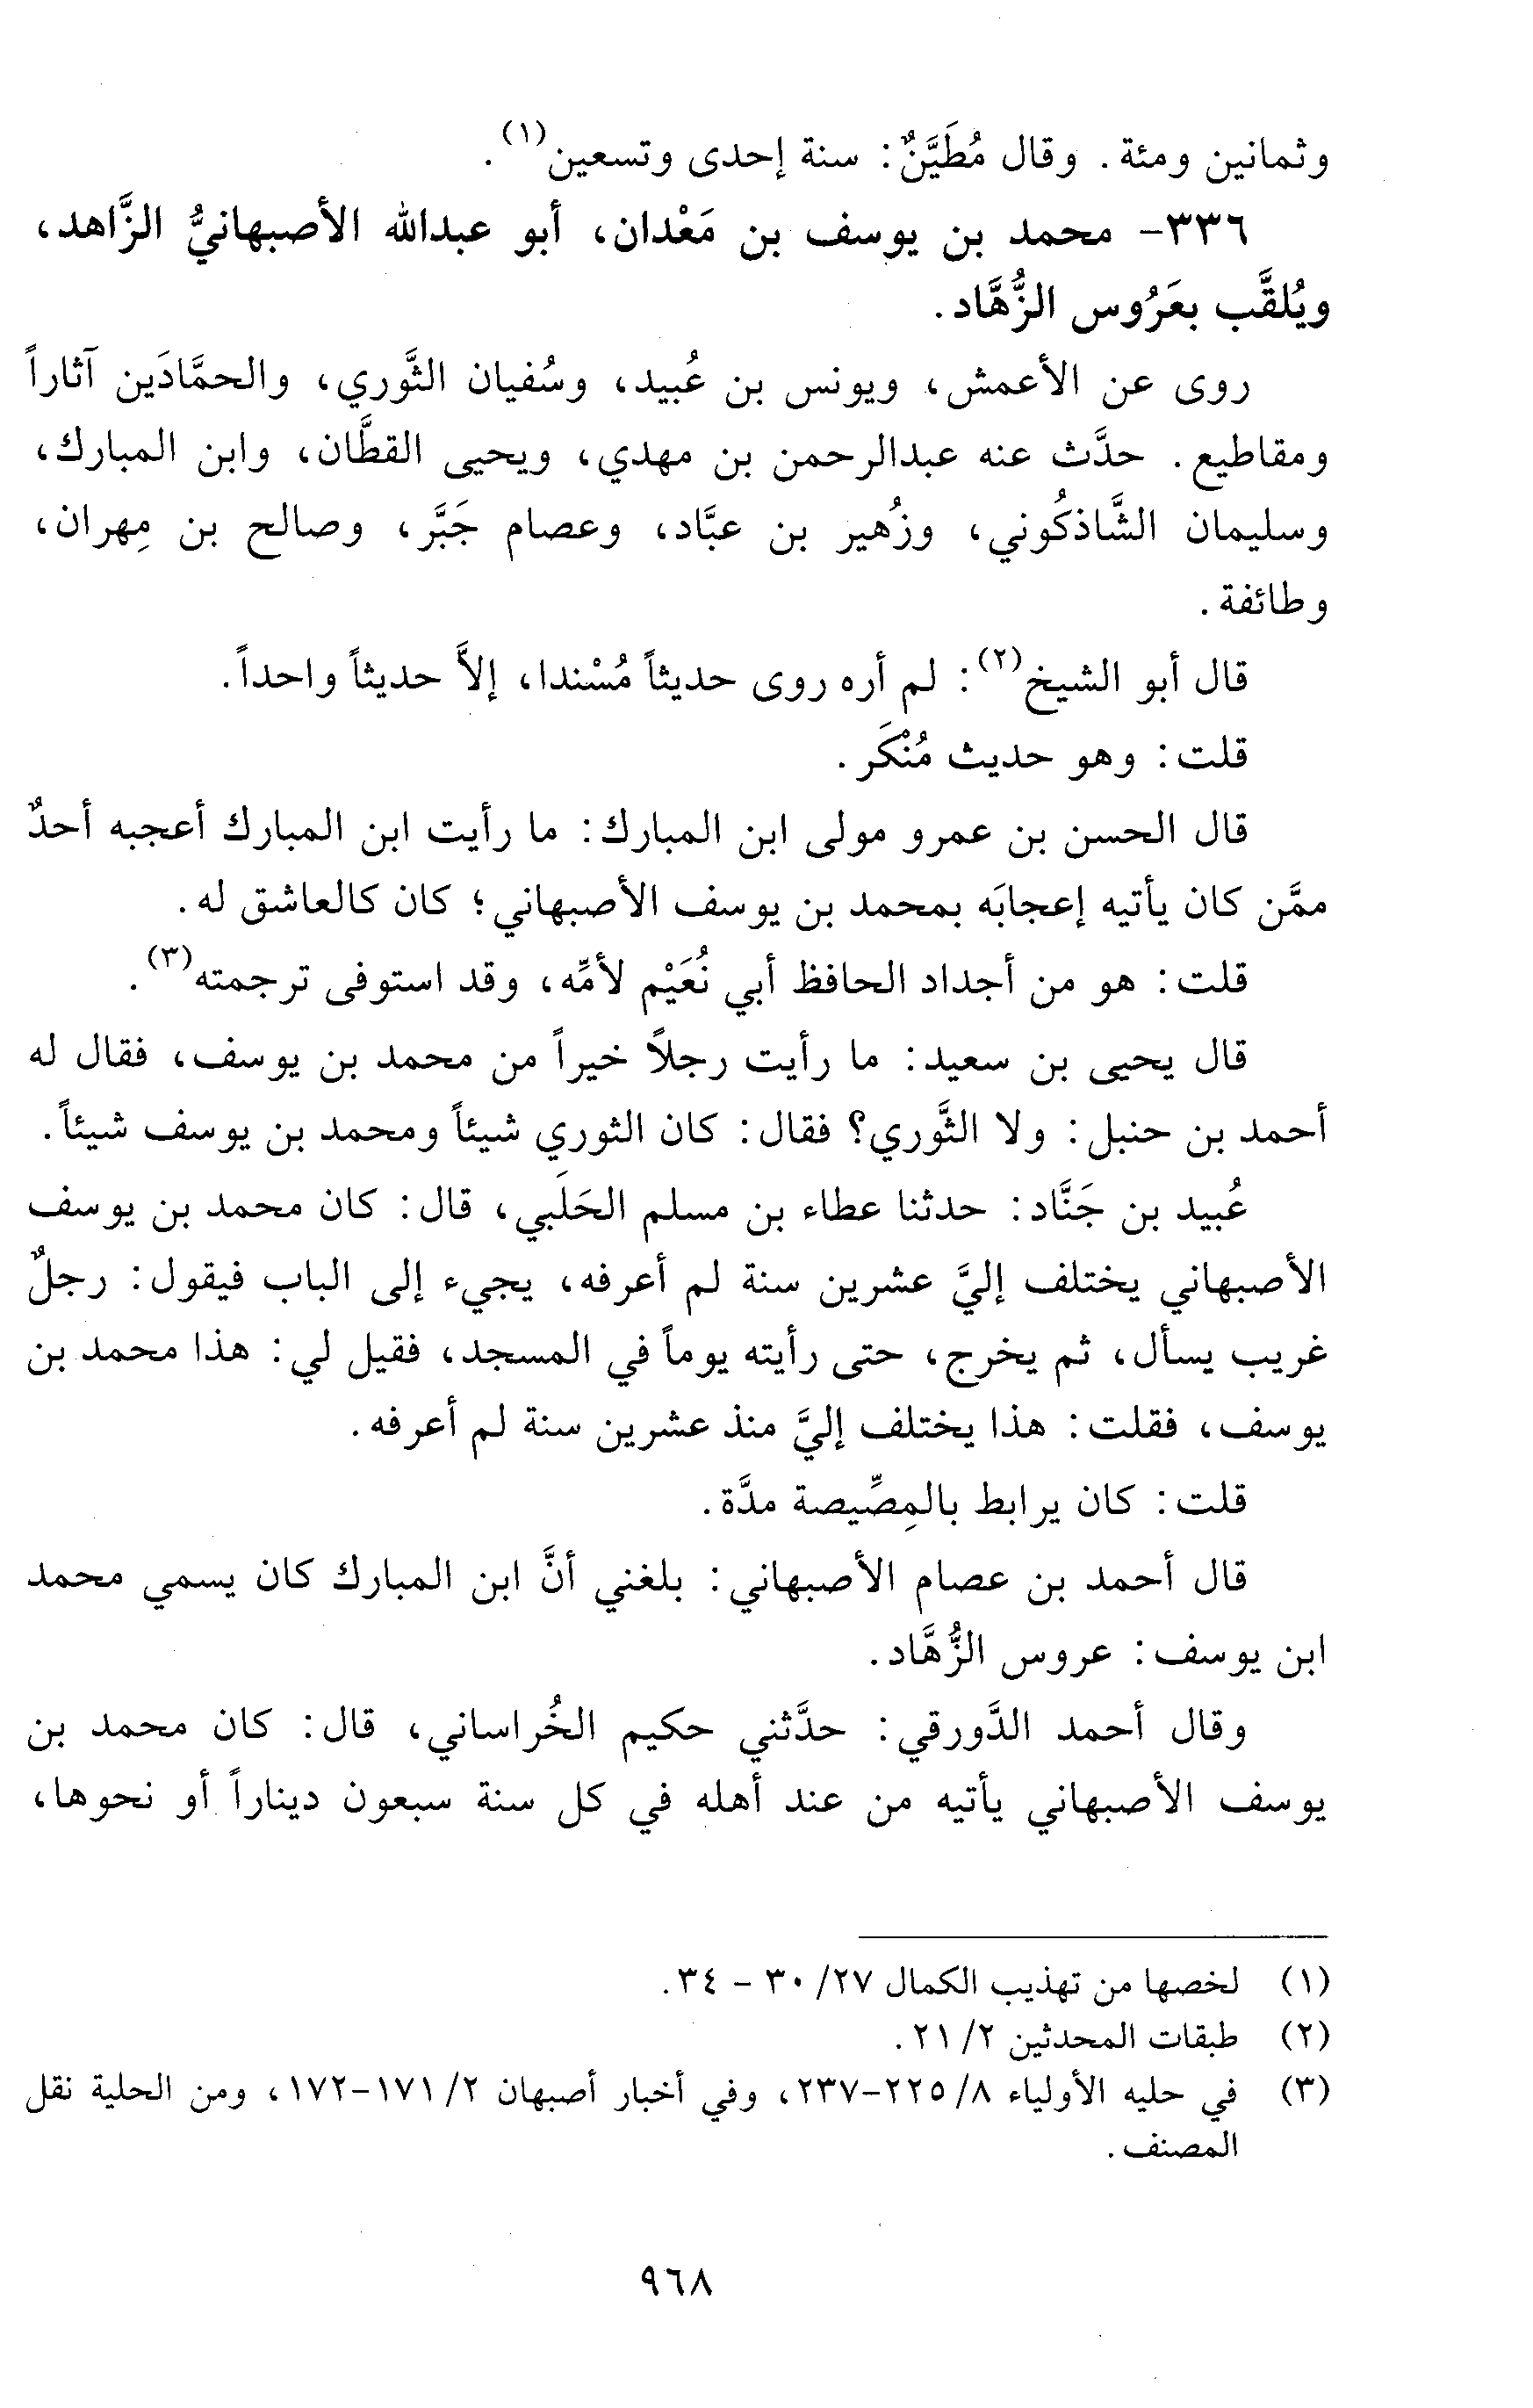 وثمانين ومئة. وقال مُطَيَّنٌ: سنة إحدى وتسعين(١).
٣٣٦- محمد بن يوسف بن مَعْدان، أبو عبدالله الأصبهانيُّ الزَّاهد،
ويُلقَّب بعَرُوس الزُّهَّاد.
روى عن الأعمش، ويونس بن عُبيد، وسُفيان الثَّوري، والحمَّادَين آثاراً
ومقاطيع. حدَّث عنه عبدالرحمن بن مهدي، ويحيى القطَّان، وابن المبارك،
وسليمان الشَّاذكُوني، وزُهير بن عبَّاد، وعصام جَبَّر، وصالح بن مِهران،
وطائفة.
قال أبو الشيخ(٢): لم أره روى حديثاً مُسْندا، إلاَّ حديثاً واحداً.
قلت: وهو حديث مُنْكَر.
قال الحسن بن عمرو مولى ابن المبارك: ما رأيت ابن المبارك أعجبه أحدٌ
ممَّن كان يأتيه إعجابَه بمحمد بن يوسف الأصبهاني؛ كان كالعاشق له.
قلت: هو من أجداد الحافظ أبي نُعَيْم لأمِّه، وقد استوفى ترجمته(٣).
قال يحيى بن سعيد: ما رأيت رجلاً خيراً من محمد بن يوسف، فقال له
أحمد بن حنبل: ولا الثَّوري؟ فقال: كان الثوري شيئاً ومحمد بن يوسف شيئاً.
عُبيد بن جَنَّاد: حدثنا عطاء بن مسلم الحَلَبي، قال: كان محمد بن يوسف
الأصبهاني يختلف إليَّ عشرين سنة لم أعرفه، يجيء إلى الباب فيقول: رجلٌ
غريب يسأل، ثم يخرج، حتى رأيته يوماً في المسجد، فقيل لي: هذا محمد بن
يوسف، فقلت: هذا يختلف إليَّ منذ عشرين سنة لم أعرفه.
قلت: كان يرابط بالمِصِّيصة مدَّة.
قال أحمد بن عصام الأصبهاني: بلغني أنَّ ابن المبارك كان يسمي محمد
ابن يوسف: عروس الزُّهَّاد.
وقال أحمد الدَّورقي: حدَّثني حكيم الخُراساني، قال: كان محمد بن
يوسف الأصبهاني يأتيه من عند أهله في كل سنة سبعون ديناراً أو نحوها،
(١) لخصها من تهذيب الكمال ٢٧/ ٣٠ - ٣٤.
(٢) طبقات المحدثين ٢/ ٢١.
(٣) في حليه الأولياء ٨/ ٢٢٥-٢٣٧، وفي أخبار أصبهان ٢/ ١٧١-١٧٢، ومن الحلية نقل
المصنف.
٩٦٨